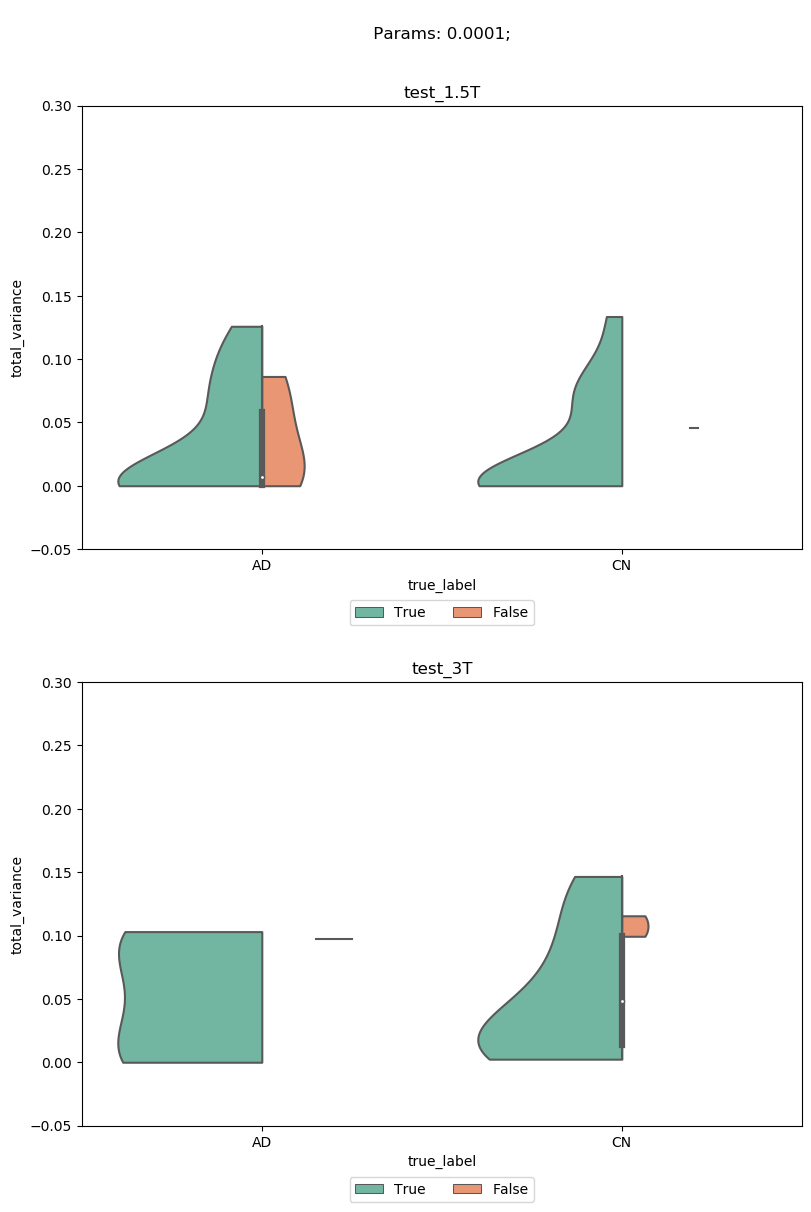 Params: 0.0001;
test_1.5T
0.30
0.25
0.20
0.15
0.10
0.05
0.00
−0.05
total_variance
AD CN
true_label
True False
test_3T
0.30
0.25
0.20
0.15
0.10
0.05
0.00
−0.05
total_variance
AD CN
true_label
True False